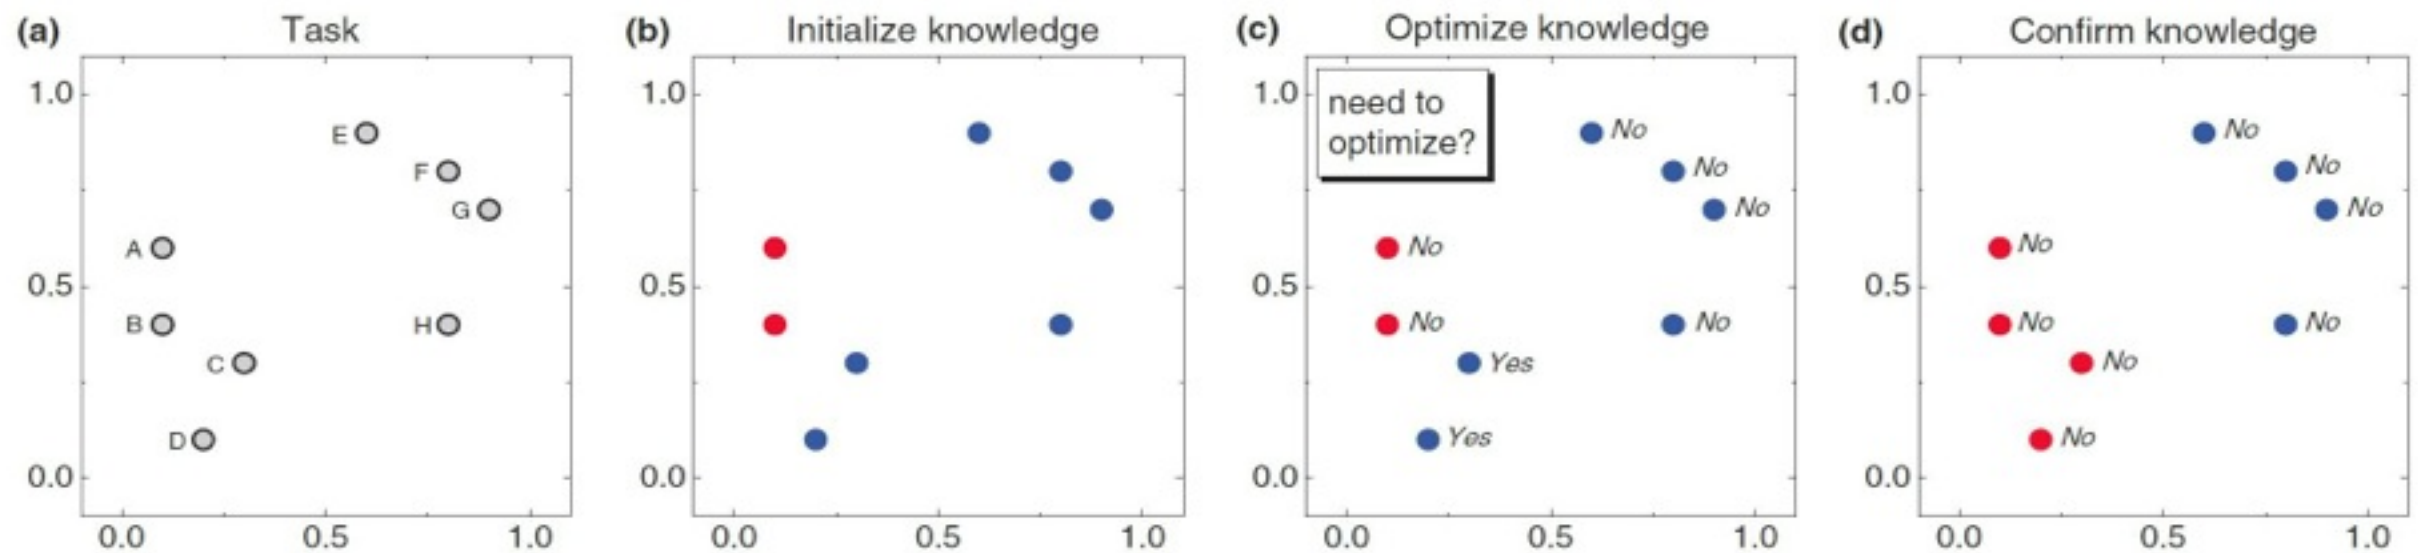 (a) Task
1.0
0.5
0.0
0.0 0.5 1.0
E
F
G
A
B
H
C
D
(b) Initialize knowledge
1.0
0.5
0.0
0.0 0.5 1.0
(c) Optimize knowledge
1.0
0.5
0.0
0.0 0.5 1.0
need to
optimize?
No
No
No
No
No
No
Yes
Yes
(d) Confirm knowledge
1.0
0.5
0.0
0.0 0.5 1.0
No
No
No
No
No
No
No
No